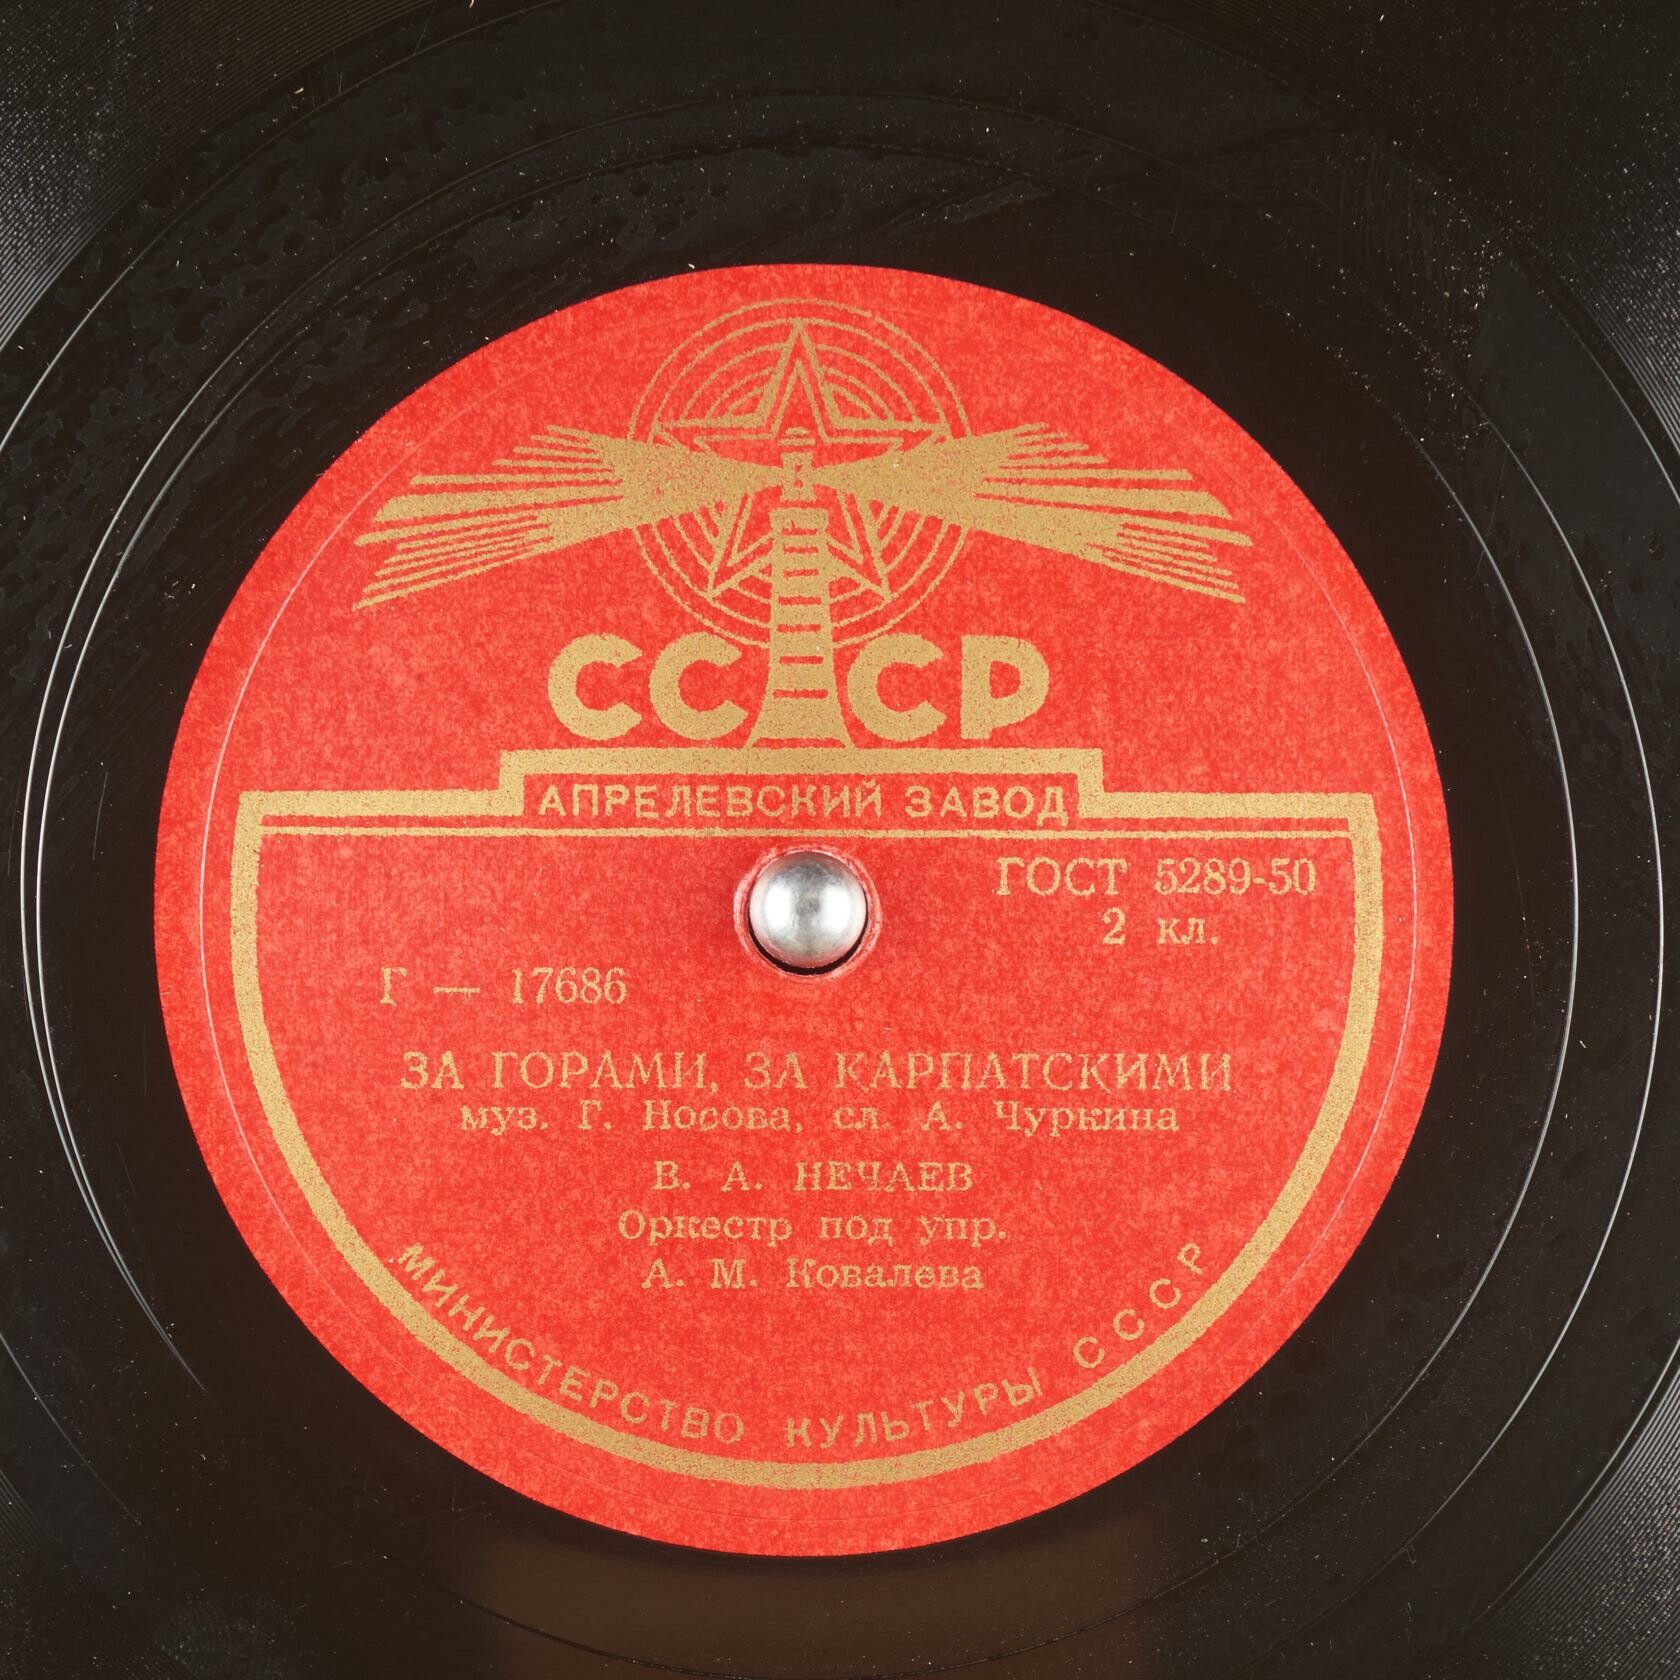 СССР
АПРЕЛЕВСКИЙ ЗАВОД
ГОСТ 5289-50
2 кл.
Г — 17686
ЗА ГОРАМИ, ЗА КАРПАТСКИМИ
муз. Г. Носова, сл. А. Чуркина
В. А. НЕЧАЕВ
Оркестр под упр.
А. М. Ковалева
МИНИСТЕРСТВО КУЛЬТУРЫ СССР